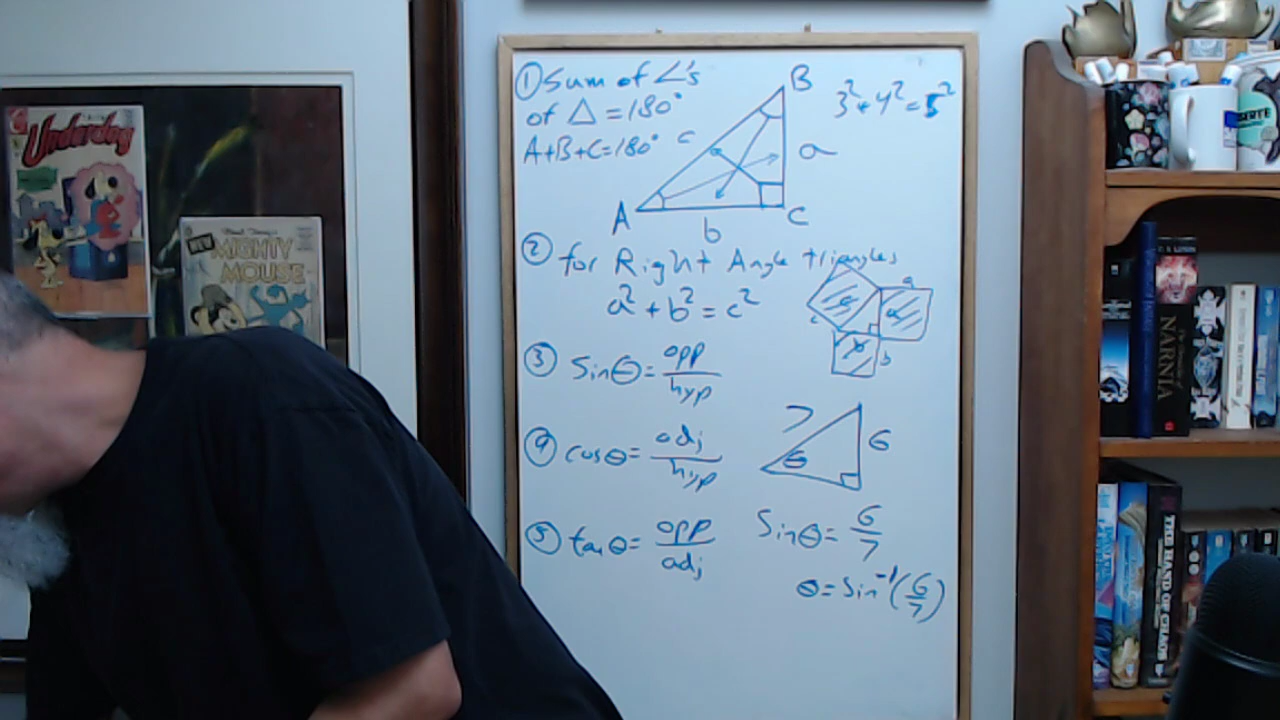 ① Sum of ∠'s
of △ = 180°
A+B+C=180°
B
3² + 4² = 5²
c
a
A
b
C
② for Right Angle triangles
a² + b² = c²
a
c
b
③ sinθ = opp/hyp
④ cosθ = adj/hyp
7
6
θ
⑤ tanθ = opp/adj
Sinθ = 6/7
θ = Sin⁻¹(6/7)
Underdog
NEW
MIGHTY
MOUSE
NARNIA
THE HAND OF CHAOS